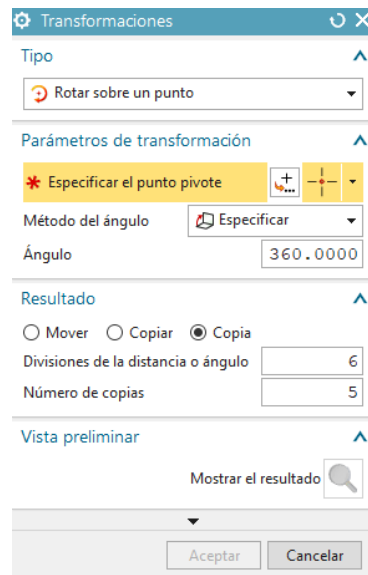 Transformaciones
Tipo
Rotar sobre un punto
Parámetros de transformación
* Especificar el punto pivote
Método del ángulo Especificar
Ángulo 360.0000
Resultado
Mover Copiar Copia
Divisiones de la distancia o ángulo 6
Número de copias 5
Vista preliminar
Mostrar el resultado
Aceptar Cancelar